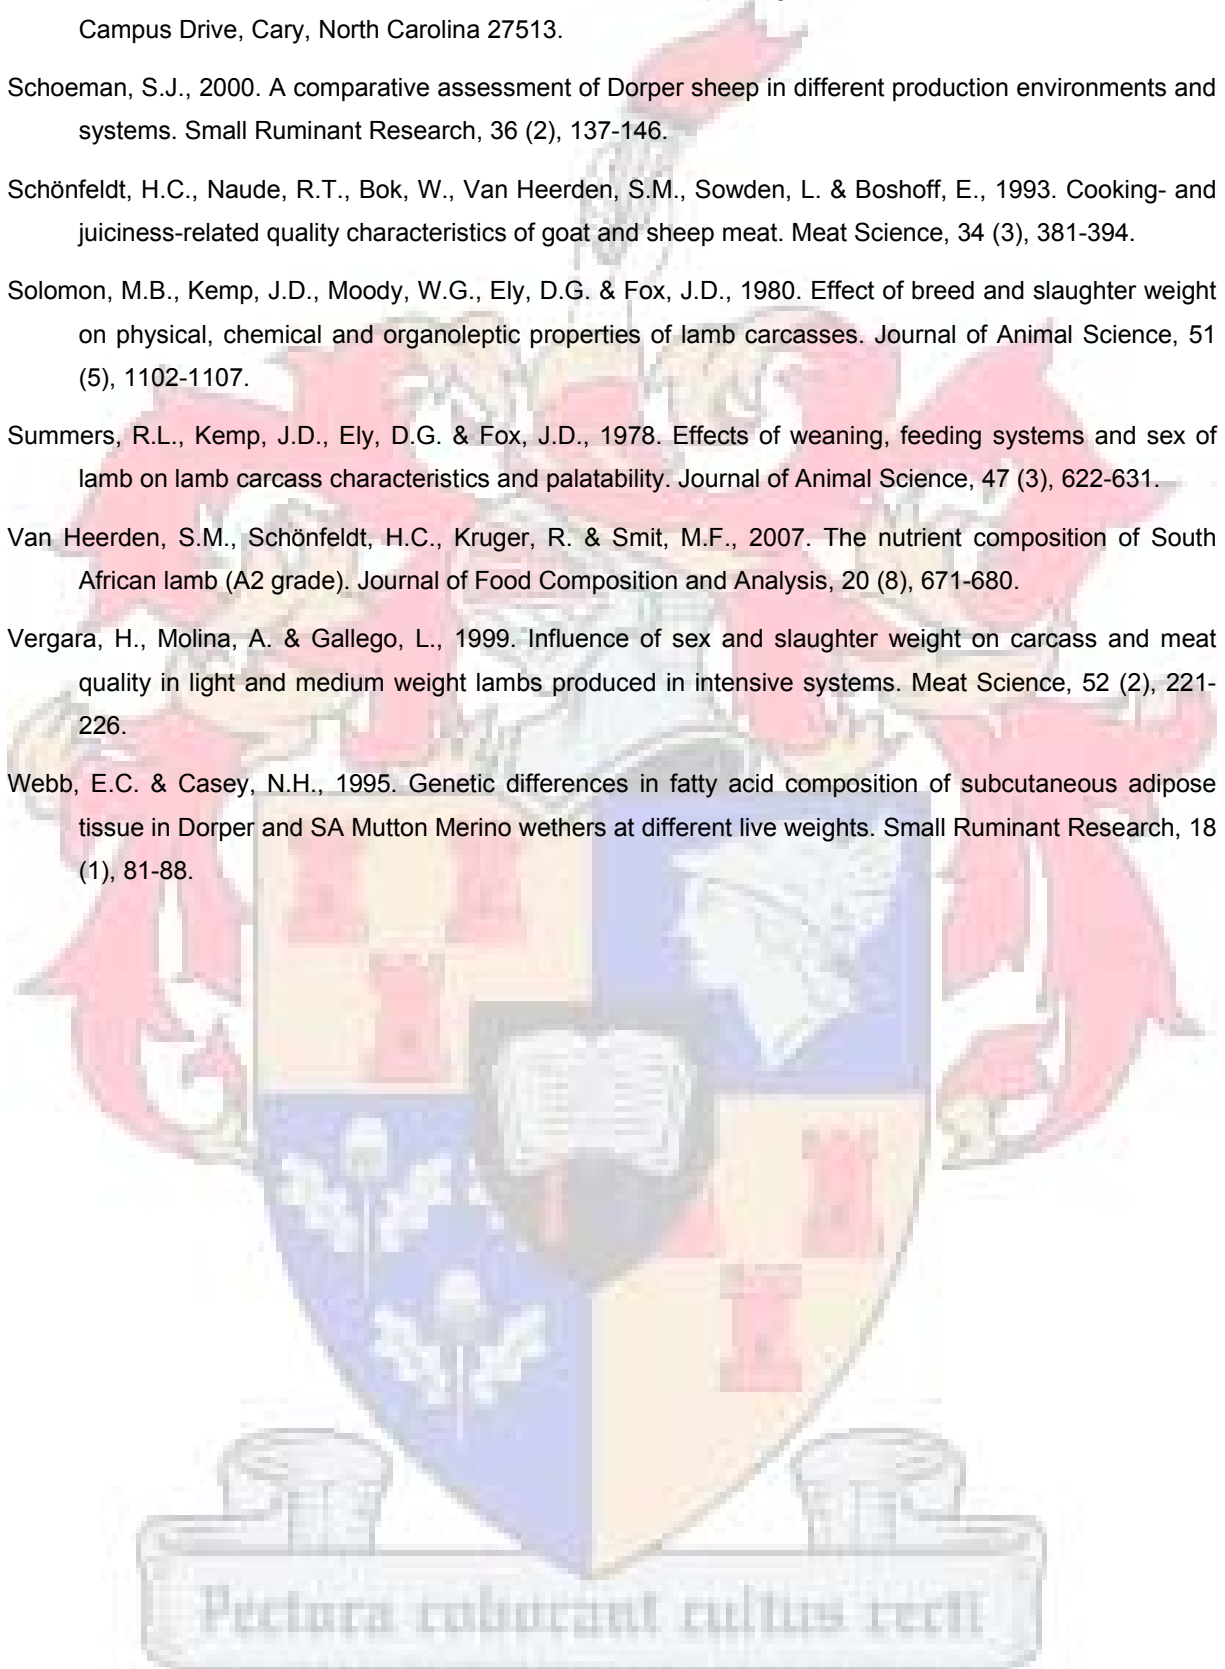 Campus Drive, Cary, North Carolina 27513.
Schoeman, S.J., 2000. A comparative assessment of Dorper sheep in different production environments and
systems. Small Ruminant Research, 36 (2), 137-146.
Schönfeldt, H.C., Naude, R.T., Bok, W., Van Heerden, S.M., Sowden, L. & Boshoff, E., 1993. Cooking- and
juiciness-related quality characteristics of goat and sheep meat. Meat Science, 34 (3), 381-394.
Solomon, M.B., Kemp, J.D., Moody, W.G., Ely, D.G. & Fox, J.D., 1980. Effect of breed and slaughter weight
on physical, chemical and organoleptic properties of lamb carcasses. Journal of Animal Science, 51
(5), 1102-1107.
Summers, R.L., Kemp, J.D., Ely, D.G. & Fox, J.D., 1978. Effects of weaning, feeding systems and sex of
lamb on lamb carcass characteristics and palatability. Journal of Animal Science, 47 (3), 622-631.
Van Heerden, S.M., Schönfeldt, H.C., Kruger, R. & Smit, M.F., 2007. The nutrient composition of South
African lamb (A2 grade). Journal of Food Composition and Analysis, 20 (8), 671-680.
Vergara, H., Molina, A. & Gallego, L., 1999. Influence of sex and slaughter weight on carcass and meat
quality in light and medium weight lambs produced in intensive systems. Meat Science, 52 (2), 221-
226.
Webb, E.C. & Casey, N.H., 1995. Genetic differences in fatty acid composition of subcutaneous adipose
tissue in Dorper and SA Mutton Merino wethers at different live weights. Small Ruminant Research, 18
(1), 81-88.
Pectora roborant cultus recti